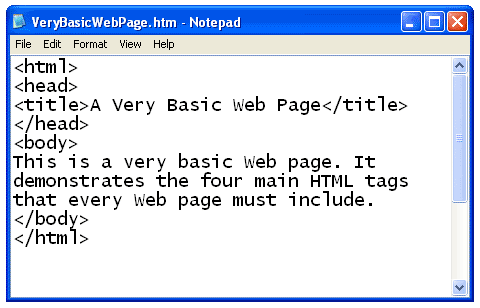 VeryBasicWebPage.htm - Notepad
File Edit Format View Help
<html>
<head>
<title>A Very Basic Web Page</title>
</head>
<body>
This is a very basic Web page. It
demonstrates the four main HTML tags
that every Web page must include.
</body>
</html>